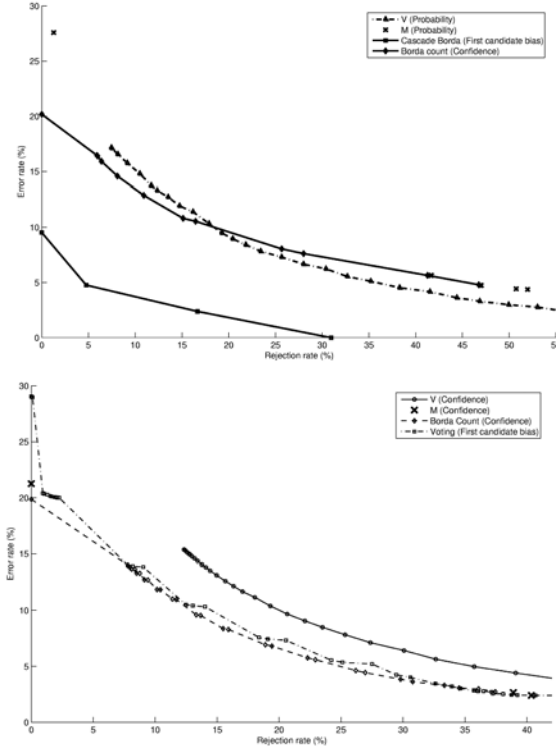 30
25
20
15
10
5
0
Error rate (%)
V (Probability)
M (Probability)
Cascade Borda (First candidate bias)
Borda count (Confidence)
0 5 10 15 20 25 30 35 40 45 50 55
Rejection rate (%)
30
25
20
15
10
5
0
Error rate (%)
V (Confidence)
M (Confidence)
Borda Count (Confidence)
Voting (First candidate bias)
0 5 10 15 20 25 30 35 40
Rejection rate (%)